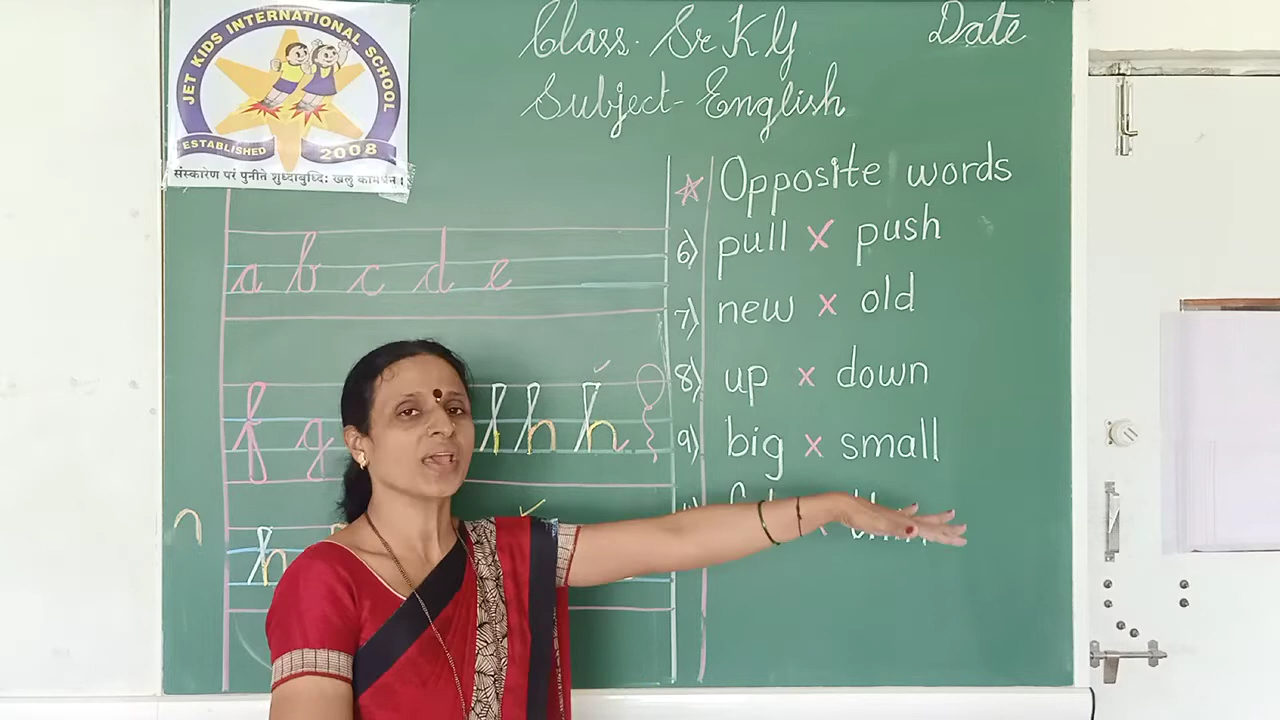 JET KIDS INTERNATIONAL SCHOOL
ESTABLISHED 2008
संस्कारेण परं पुनीते शुध्दाबुध्दिः खलु कामधेनुः।
Class. Sr KG
Date
Subject- English
a b c d e
f g
h h h
h
☆ Opposite words
6) pull × push
7) new × old
8) up × down
9) big × small